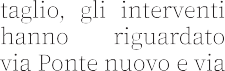 taglio, gli interventi
hanno riguardato
via Ponte nuovo e via